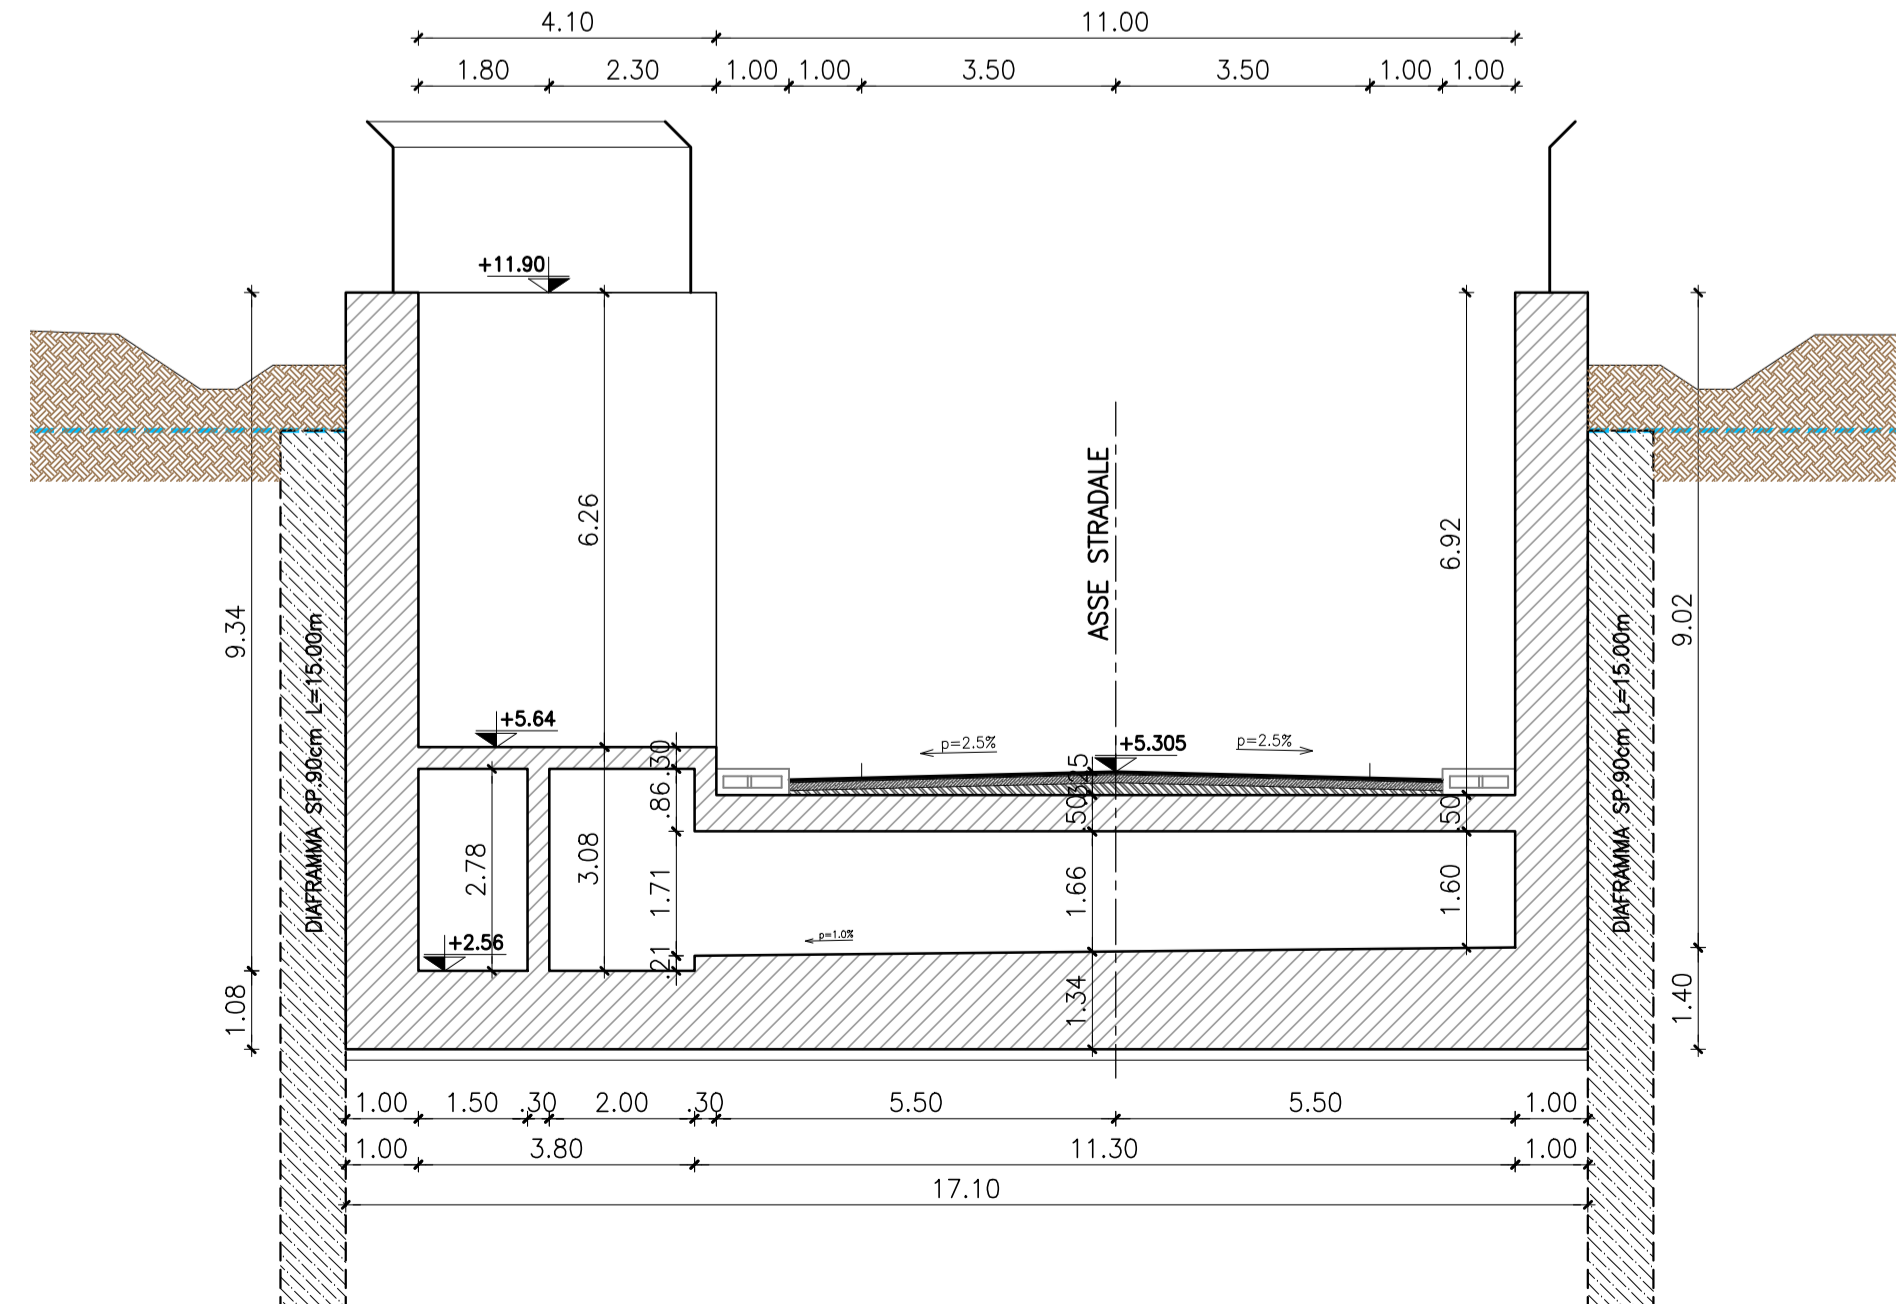 4.10 11.00
1.80 2.30 1.00 1.00 3.50 3.50 1.00 1.00
+11.90
6.26
6.92
ASSE STRADALE
9.34
9.02
DIAFRAMMA SP.90cm L=15.00m
DIAFRAMMA SP.90cm L=15.00m
+5.64
.30
p=2.5%
+5.305
p=2.5%
.325
.86
.50
.50
2.78
3.08
1.71
1.66
1.60
+2.56
p=1.0%
.21
1.08
1.34
1.40
1.00 1.50 .30 2.00 .30 5.50 5.50 1.00
1.00 3.80 11.30 1.00
17.10